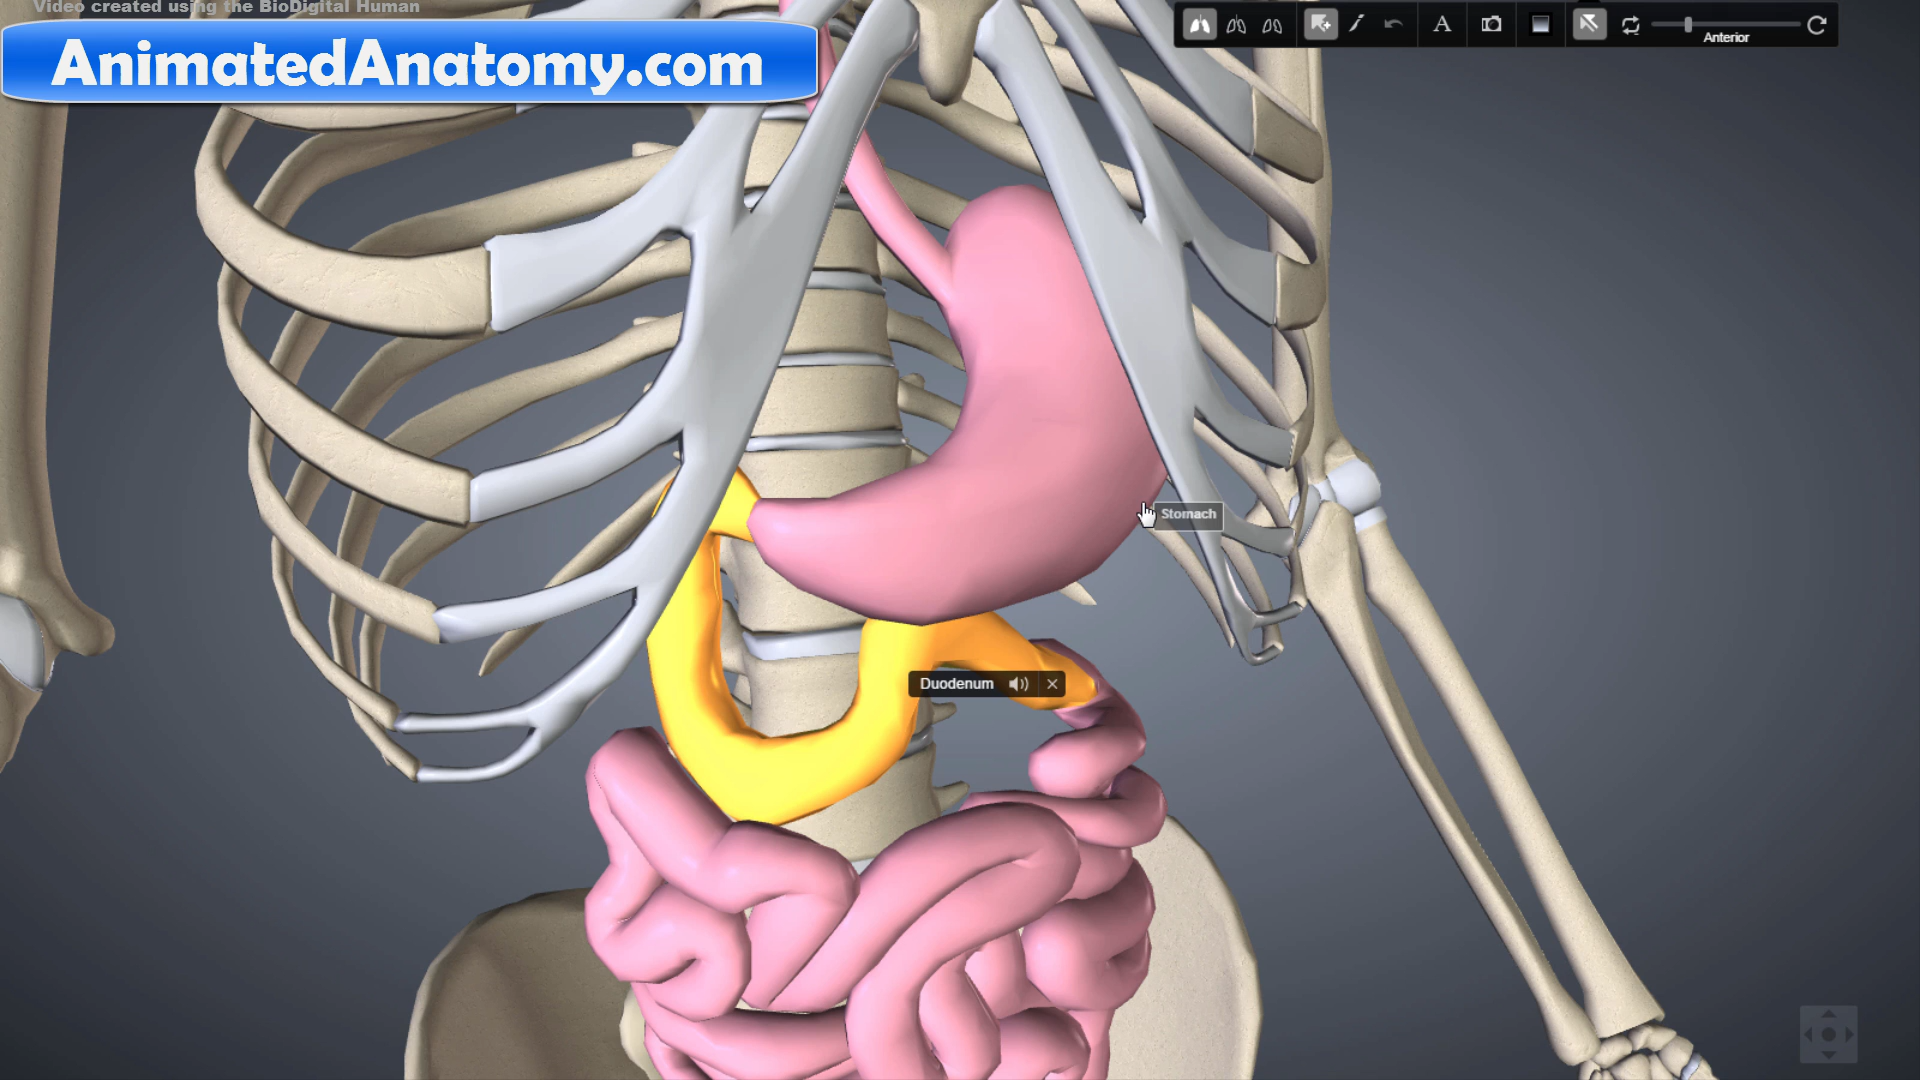 Video created using the BioDigital Human
AnimatedAnatomy.com
A
Anterior
Stomach
Duodenum